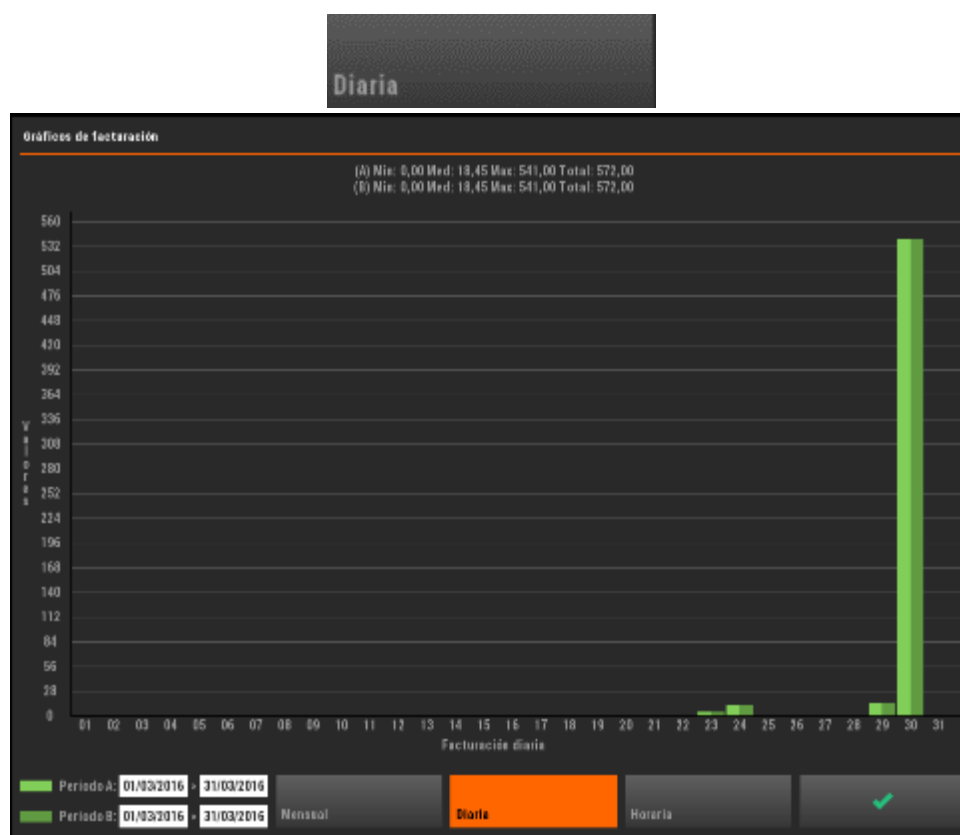 Diaria
Gráficos de facturación
(A) Min: 0,00 Med: 18,45 Max: 541,00 Total: 572,00
(B) Min: 0,00 Med: 18,45 Max: 541,00 Total: 572,00
560
532
504
476
448
420
392
364
336
308
280
252
224
196
168
140
112
84
56
28
0
Valores
01 02 03 04 05 06 07 08 09 10 11 12 13 14 15 16 17 18 19 20 21 22 23 24 25 26 27 28 29 30 31
Facturación diaria
Periodo A: 01/03/2016 - 31/03/2016
Periodo B: 01/03/2016 - 31/03/2016
Mensual
Diaria
Horaria